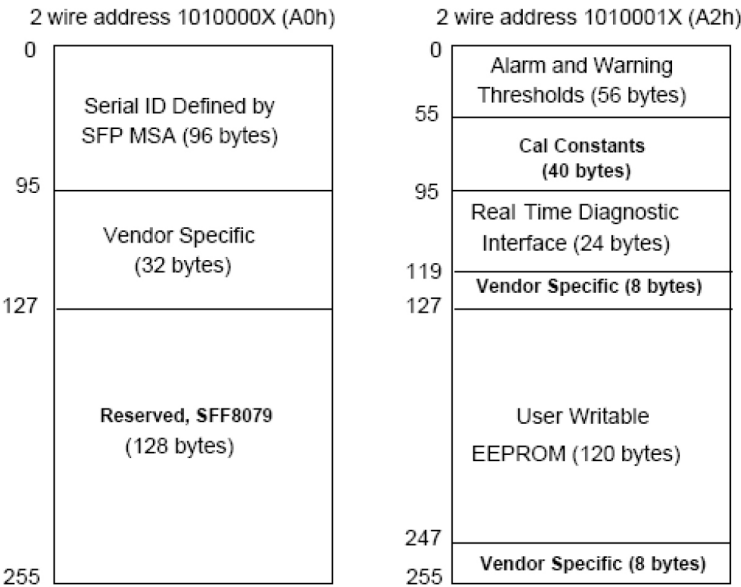 2 wire address 1010000X (A0h)
0
Serial ID Defined by
SFP MSA (96 bytes)
95
Vendor Specific
(32 bytes)
127
Reserved, SFF8079
(128 bytes)
255
2 wire address 1010001X (A2h)
0
Alarm and Warning
Thresholds (56 bytes)
55
Cal Constants
(40 bytes)
95
Real Time Diagnostic
Interface (24 bytes)
119
Vendor Specific (8 bytes)
127
User Writable
EEPROM (120 bytes)
247
Vendor Specific (8 bytes)
255